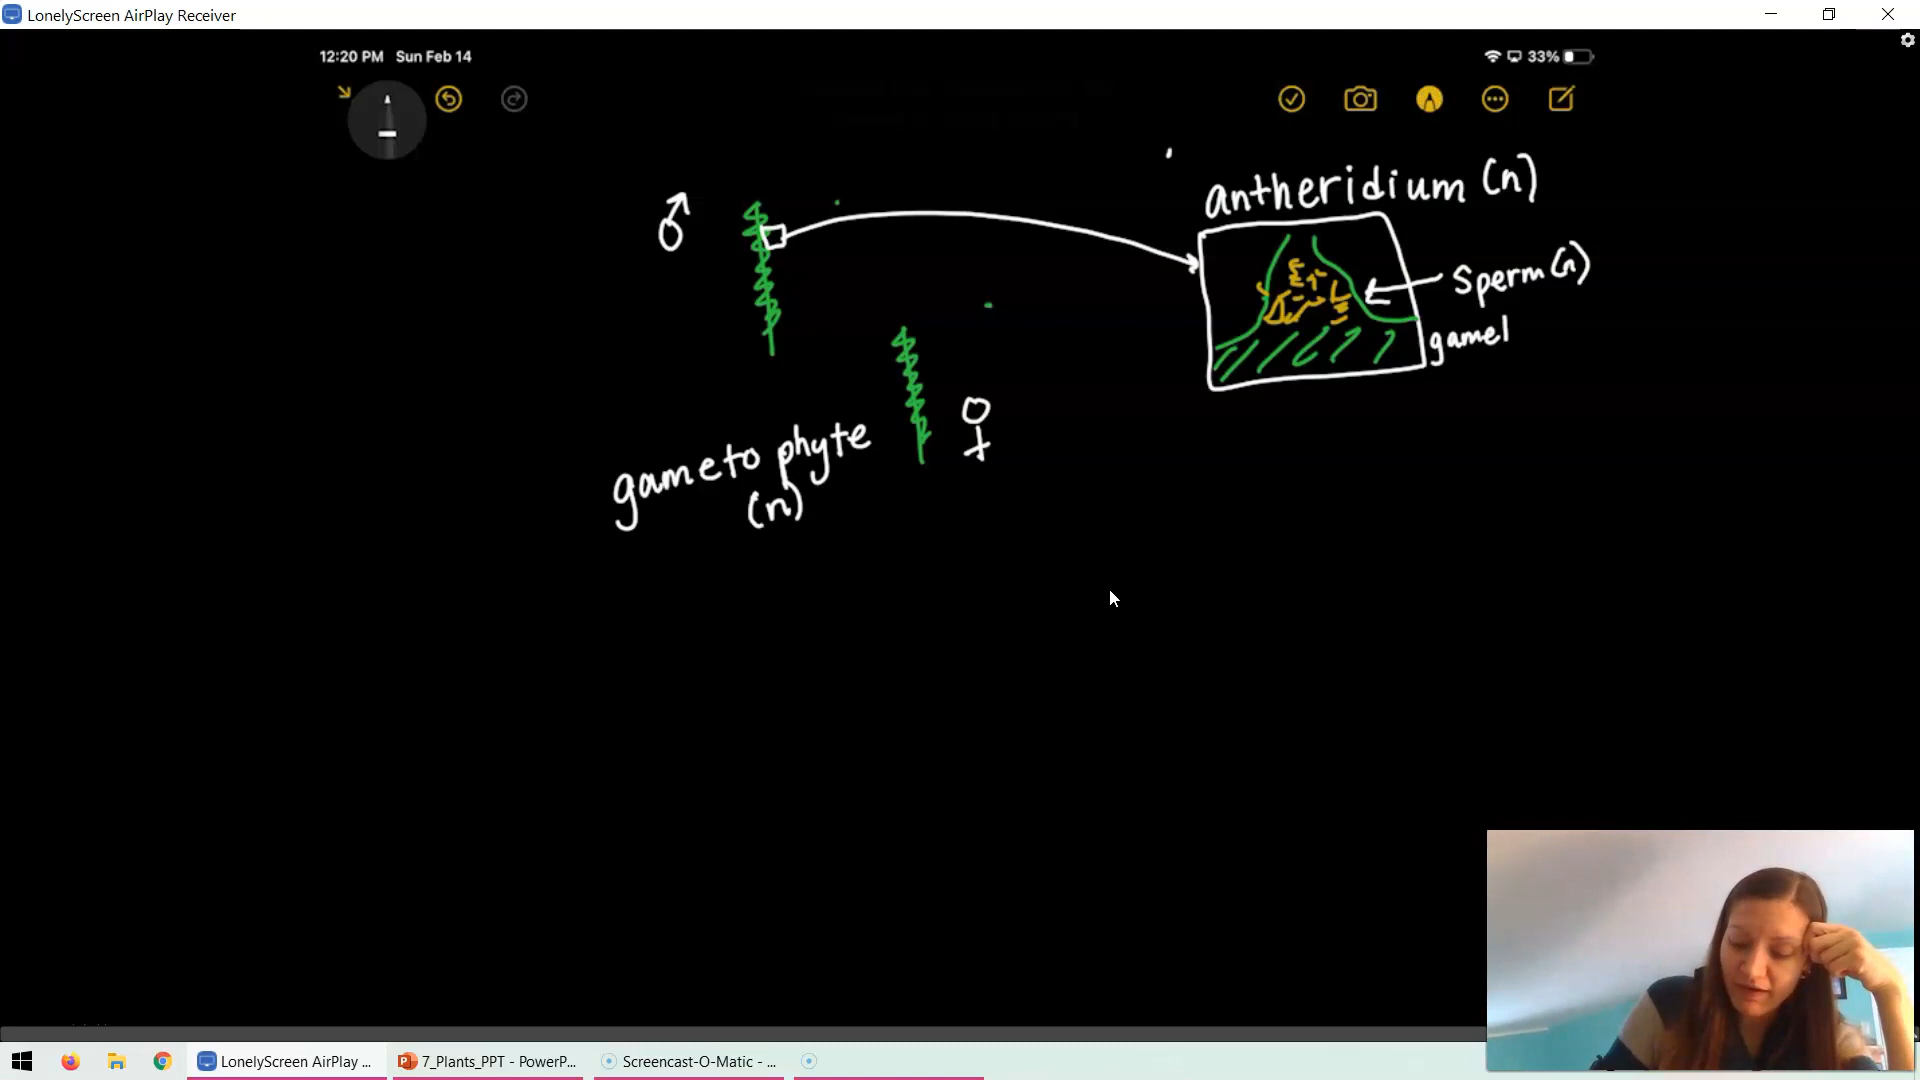 LonelyScreen AirPlay Receiver
12:20 PM Sun Feb 14
33%
♂
antheridium (n)
sperm (n)
gamel
♀
gameto phyte
(n)
LonelyScreen AirPlay ...
7_Plants_PPT - PowerP...
Screencast-O-Matic - ...